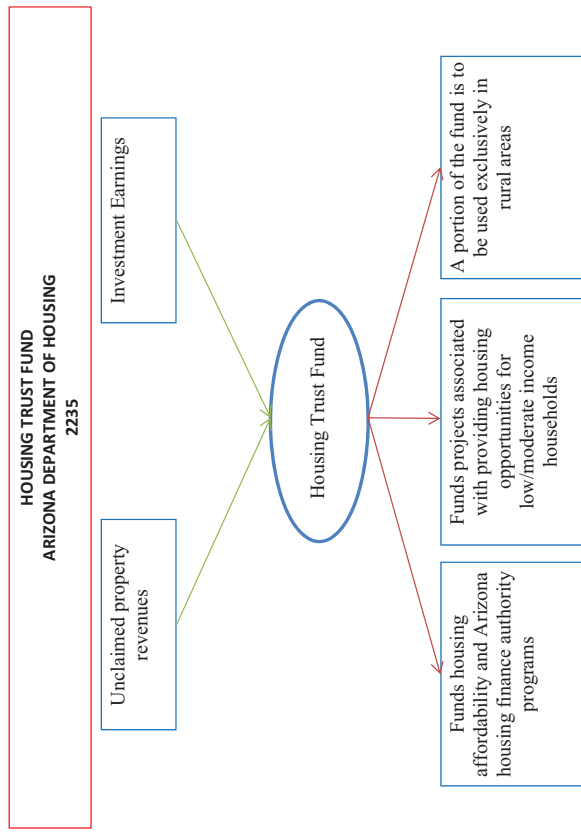 HOUSING TRUST FUND
ARIZONA DEPARTMENT OF HOUSING
2235
Unclaimed property
revenues
Investment Earnings
Housing Trust Fund
Funds housing
affordability and Arizona
housing finance authority
programs
Funds projects associated
with providing housing
opportunities for
low/moderate income
households
A portion of the fund is to
be used exclusively in
rural areas